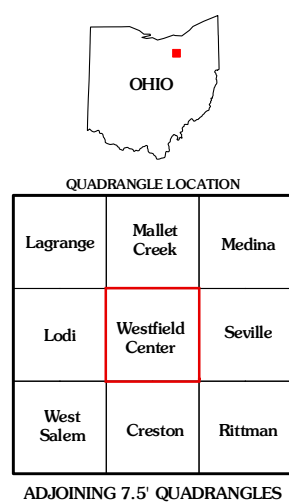 OHIO
QUADRANGLE LOCATION
Lagrange
Mallet
Creek
Medina
Lodi
Westfield
Center
Seville
West
Salem
Creston
Rittman
ADJOINING 7.5' QUADRANGLES